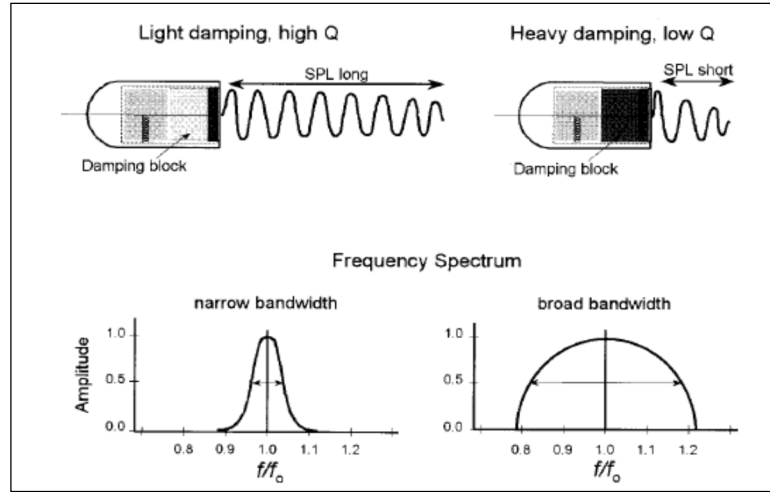 Light damping, high Q
Heavy damping, low Q
SPL long
SPL short
Damping block
Damping block
Frequency Spectrum
narrow bandwidth
broad bandwidth
Amplitude
1.0
0.5
0.0
0.8 0.9 1.0 1.1 1.2
f/fo
1.0
0.5
0.0
0.8 0.9 1.0 1.1 1.2
f/fo